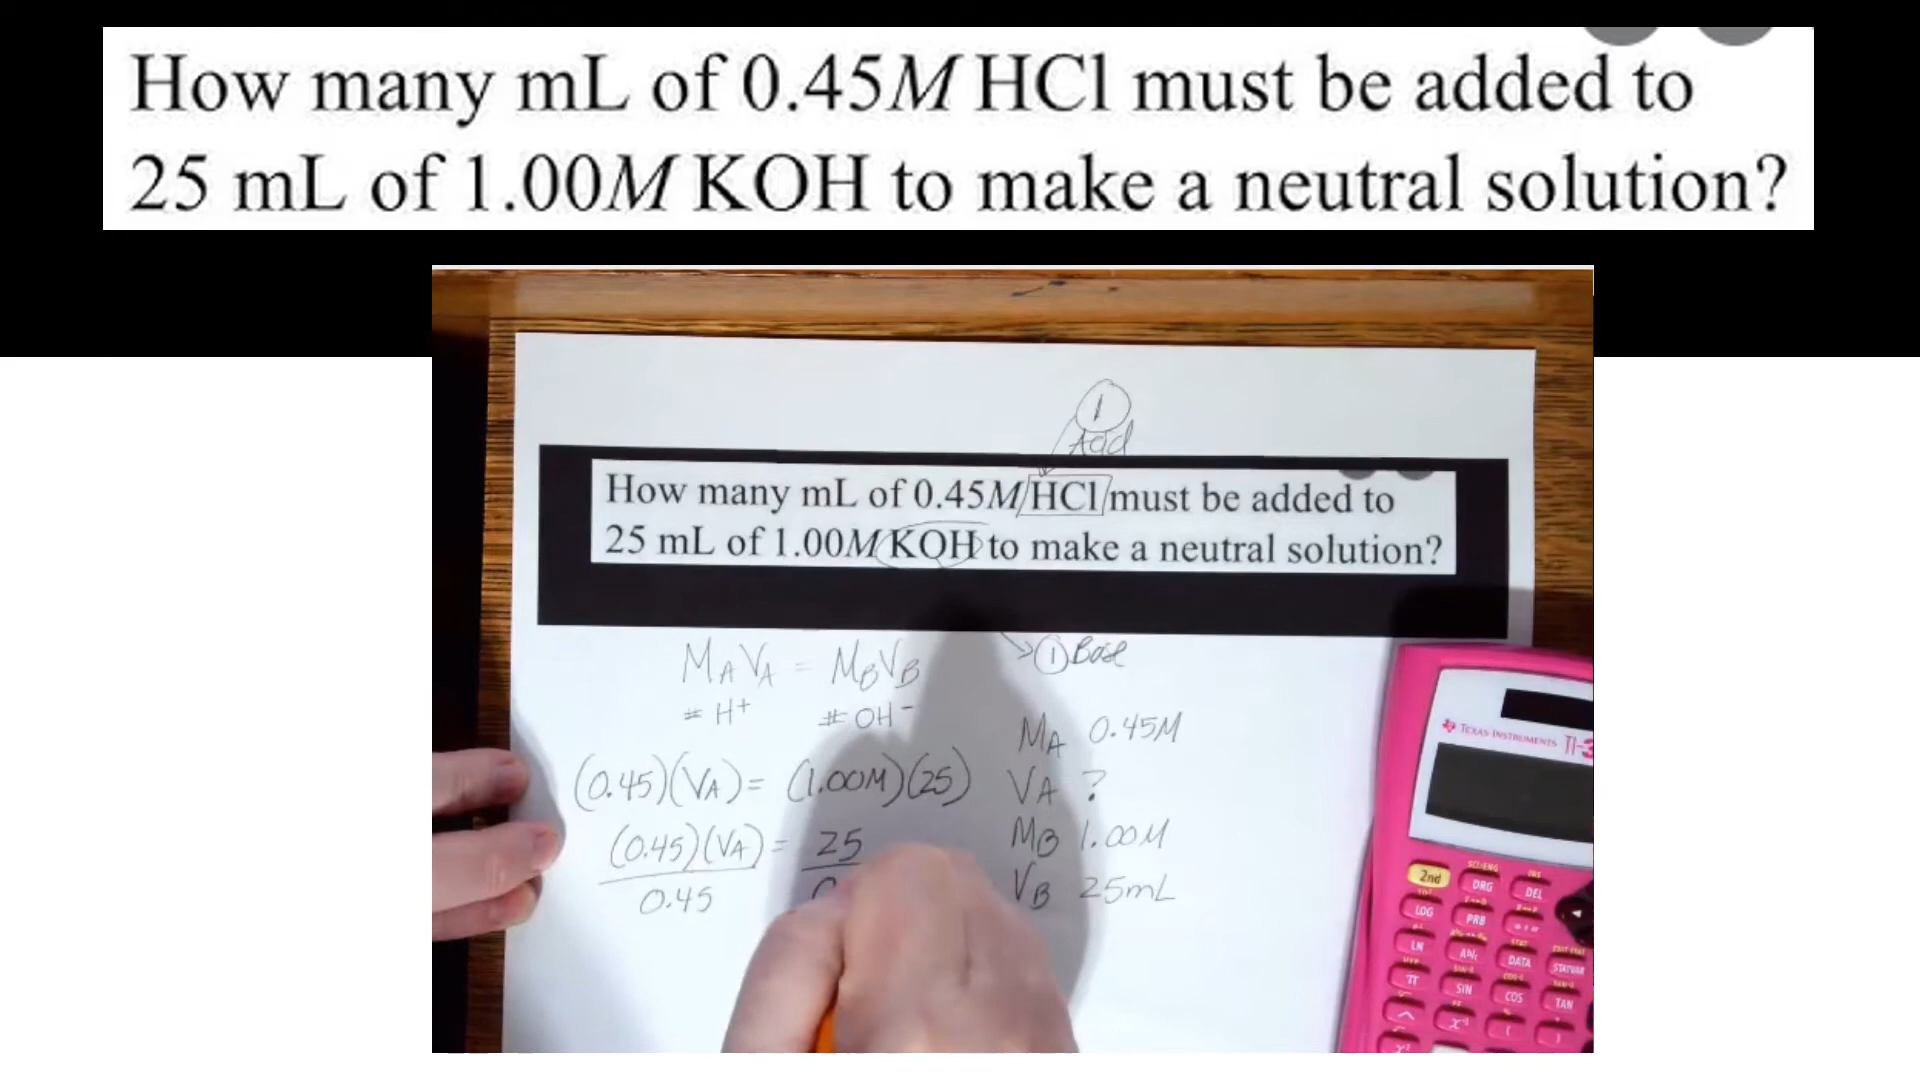 How many mL of 0.45M HCl must be added to
25 mL of 1.00M KOH to make a neutral solution?
1
Acid
How many mL of 0.45M HCl must be added to
25 mL of 1.00M KOH to make a neutral solution?
MAVA = MBVB
1 Base
# H+ # OH-
MA 0.45M
(0.45)(VA) = (1.00M)(25)
VA ?
(0.45)(VA) = 25
0.45
MB 1.00M
VB 25mL
TEXAS INSTRUMENTS TI-3
2nd DRG DEL
LOG PRB
LN DATA STATVAR
π SIN COS TAN